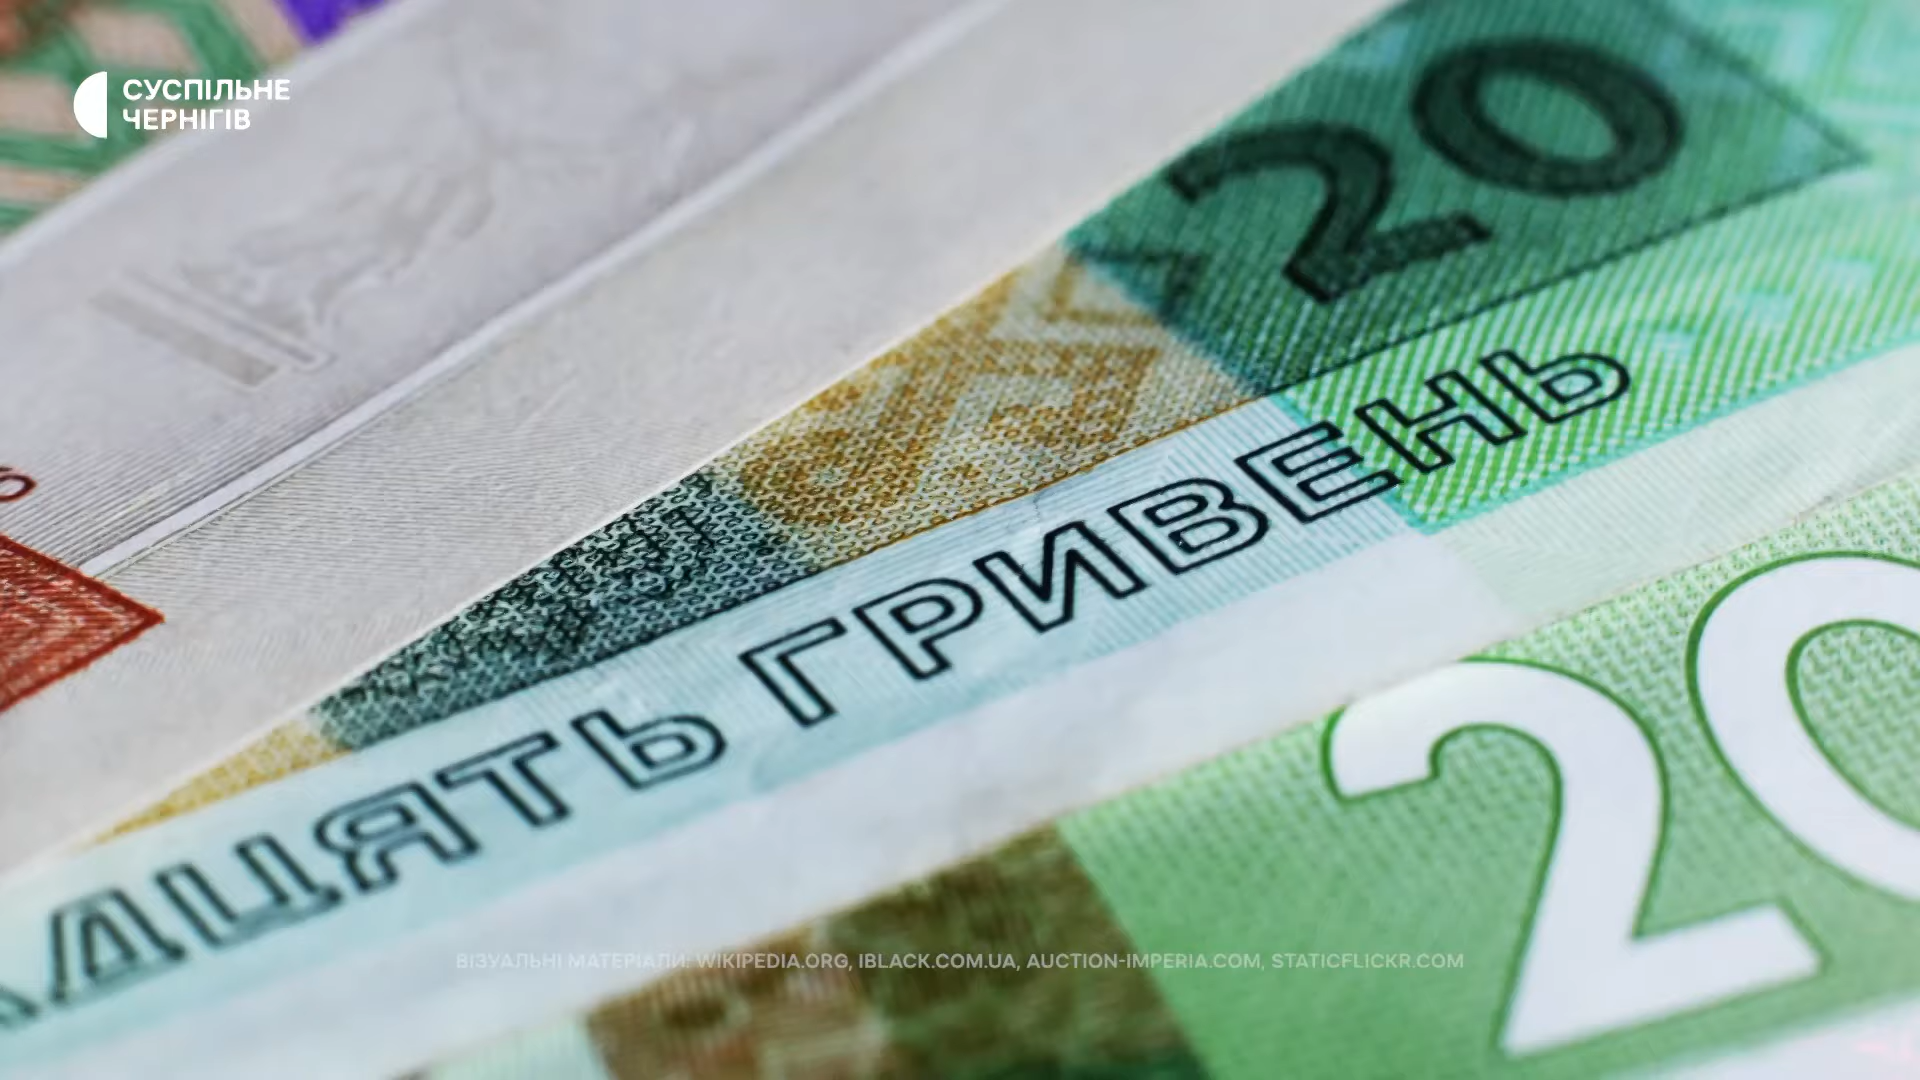 СУСПІЛЬНЕ
ЧЕРНІГІВ
20
ДЦЯТЬ ГРИВЕНЬ
20
ВІЗУАЛЬНІ МАТЕРІАЛИ: WIKIPEDIA.ORG, IBLACK.COM.UA, AUCTION-IMPERIA.COM, STATICFLICKR.COM